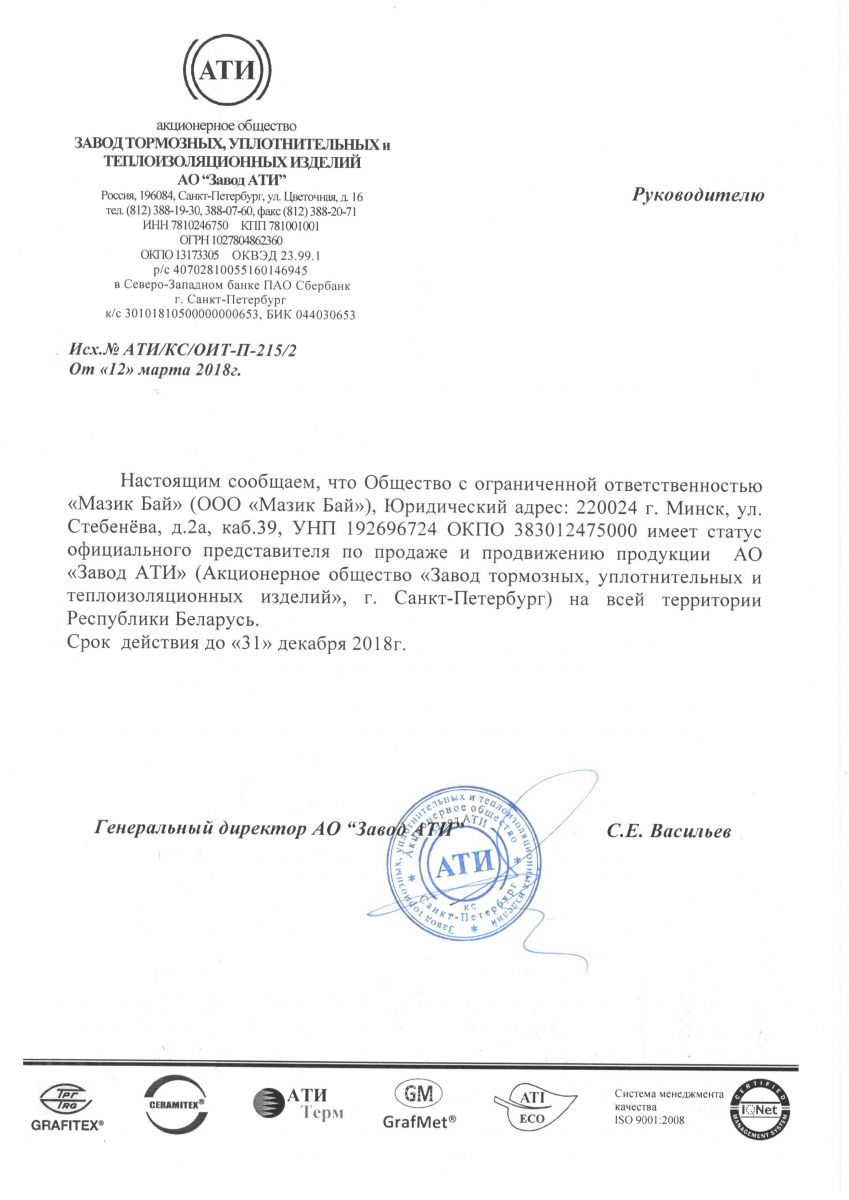 АТИ
акционерное общество
ЗАВОД ТОРМОЗНЫХ, УПЛОТНИТЕЛЬНЫХ и
ТЕПЛОИЗОЛЯЦИОННЫХ ИЗДЕЛИЙ
АО “Завод АТИ”
Россия, 196084, Санкт-Петербург, ул. Цветочная, д. 16
тел. (812) 388-19-30, 388-07-60, факс (812) 388-20-71
ИНН 7810246750 КПП 781001001
ОГРН 1027804862360
ОКПО 13173305 ОКВЭД 23.99.1
р/с 40702810055160146945
в Северо-Западном банке ПАО Сбербанк
г. Санкт-Петербург
к/с 30101810500000000653, БИК 044030653
Руководителю
Исх.№ АТИ/КС/ОИТ-П-215/2
От «12» марта 2018г.
Настоящим сообщаем, что Общество с ограниченной ответственностью
«Мазик Бай» (ООО «Мазик Бай»), Юридический адрес: 220024 г. Минск, ул.
Стебенёва, д.2а, каб.39, УНП 192696724 ОКПО 383012475000 имеет статус
официального представителя по продаже и продвижению продукции АО
«Завод АТИ» (Акционерное общество «Завод тормозных, уплотнительных и
теплоизоляционных изделий», г. Санкт-Петербург) на всей территории
Республики Беларусь.
Срок действия до «31» декабря 2018г.
Генеральный директор АО “Завод АТИ”
С.Е. Васильев
Завод тормозных, уплотнительных и теплоизоляционных изделий
Акционерное общество
Завод АТИ
АТИ
КС
Санкт-Петербург
ТРГ
TRG
GRAFITEX®
CERAMITEX®
АТИ
Терм
GM
GrafMet®
ATI
ECO
Система менеджмента
качества
ISO 9001:2008
CERTIFIED
IQNet
MANAGEMENT SYSTEM